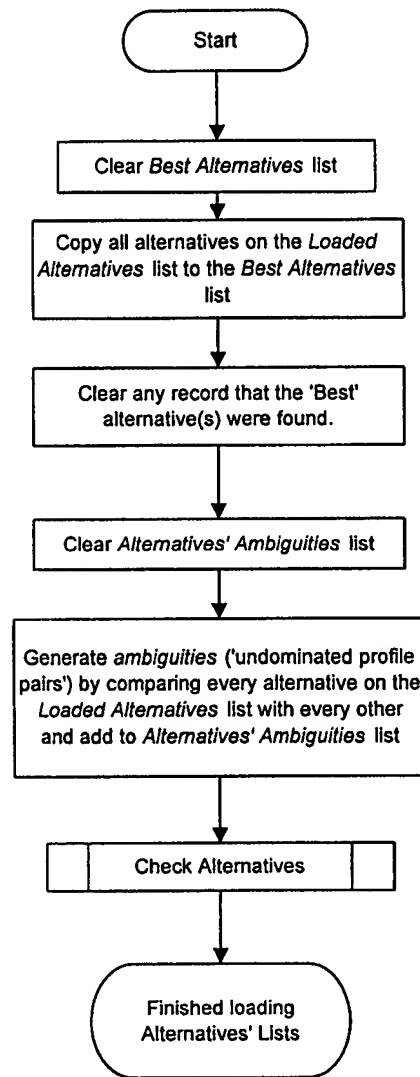 Start
Clear Best Alternatives list
Copy all alternatives on the Loaded
Alternatives list to the Best Alternatives
list
Clear any record that the 'Best'
alternative(s) were found.
Clear Alternatives' Ambiguities list
Generate ambiguities ('undominated profile
pairs') by comparing every alternative on the
Loaded Alternatives list with every other
and add to Alternatives' Ambiguities list
Check Alternatives
Finished loading
Alternatives' Lists